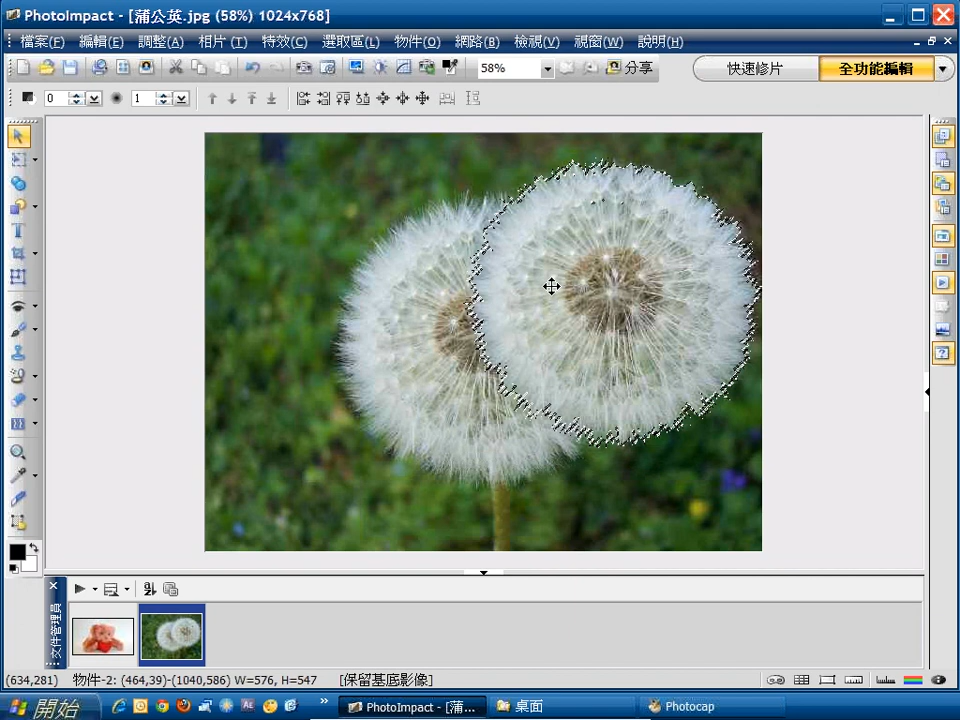 PhotoImpact - [蒲公英.jpg (58%) 1024x768]
檔案(F) 編輯(E) 調整(A) 相片 (T) 特效(C) 選取區(L) 物件(O) 網路(B) 檢視(V) 視窗(W) 說明(H)
58% 分享 快速修片 全功能編輯
0 1
T
文件管理員
(634,281) 物件-2: (464,39)-(1040,586) W=576, H=547 [保留基底影像]
開始 Ae » PhotoImpact - [蒲... 桌面 Photocap